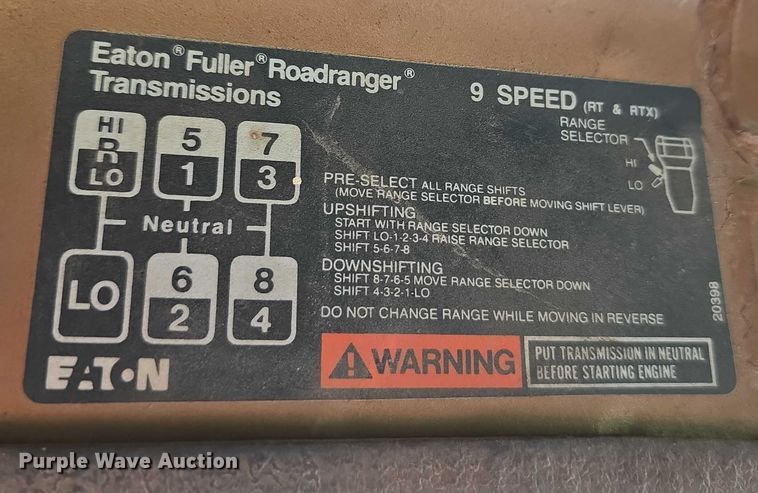 Eaton® Fuller® Roadranger®
Transmissions
9 SPEED (RT & RTX)
RANGE
SELECTOR
HI
LO
HI
R
LO
5
1
7
3
Neutral
LO
6
2
8
4
PRE-SELECT ALL RANGE SHIFTS
(MOVE RANGE SELECTOR BEFORE MOVING SHIFT LEVER)
UPSHIFTING
START WITH RANGE SELECTOR DOWN
SHIFT LO-1-2-3-4 RAISE RANGE SELECTOR
SHIFT 5-6-7-8
DOWNSHIFTING
SHIFT 8-7-6-5 MOVE RANGE SELECTOR DOWN
SHIFT 4-3-2-1-LO
DO NOT CHANGE RANGE WHILE MOVING IN REVERSE
20398
EATON
WARNING
PUT TRANSMISSION IN NEUTRAL
BEFORE STARTING ENGINE
Purple Wave Auction